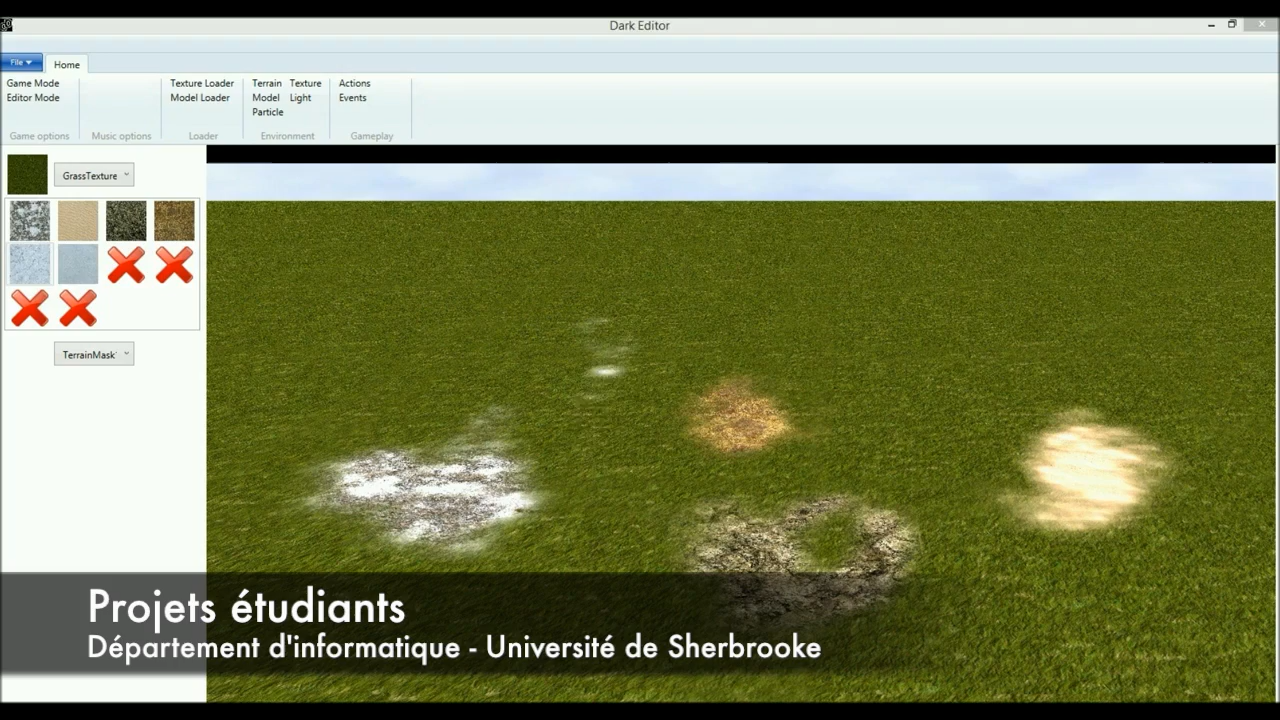 Dark Editor
File
Home
Game Mode
Editor Mode
Game options
Music options
Texture Loader
Model Loader
Loader
Terrain Texture
Model Light
Particle
Environment
Actions
Events
Gameplay
GrassTexture
TerrainMask
Projets étudiants
Département d'informatique - Université de Sherbrooke